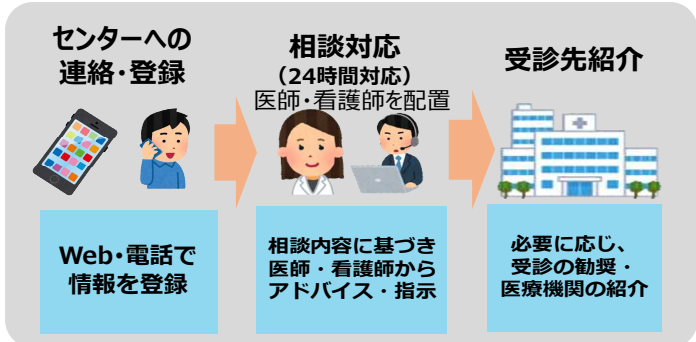 センターへの
連絡・登録
Web・電話で
情報を登録
相談対応
（24時間対応）
医師・看護師を配置
相談内容に基づき
医師・看護師から
アドバイス・指示
受診先紹介
必要に応じ、
受診の勧奨・
医療機関の紹介